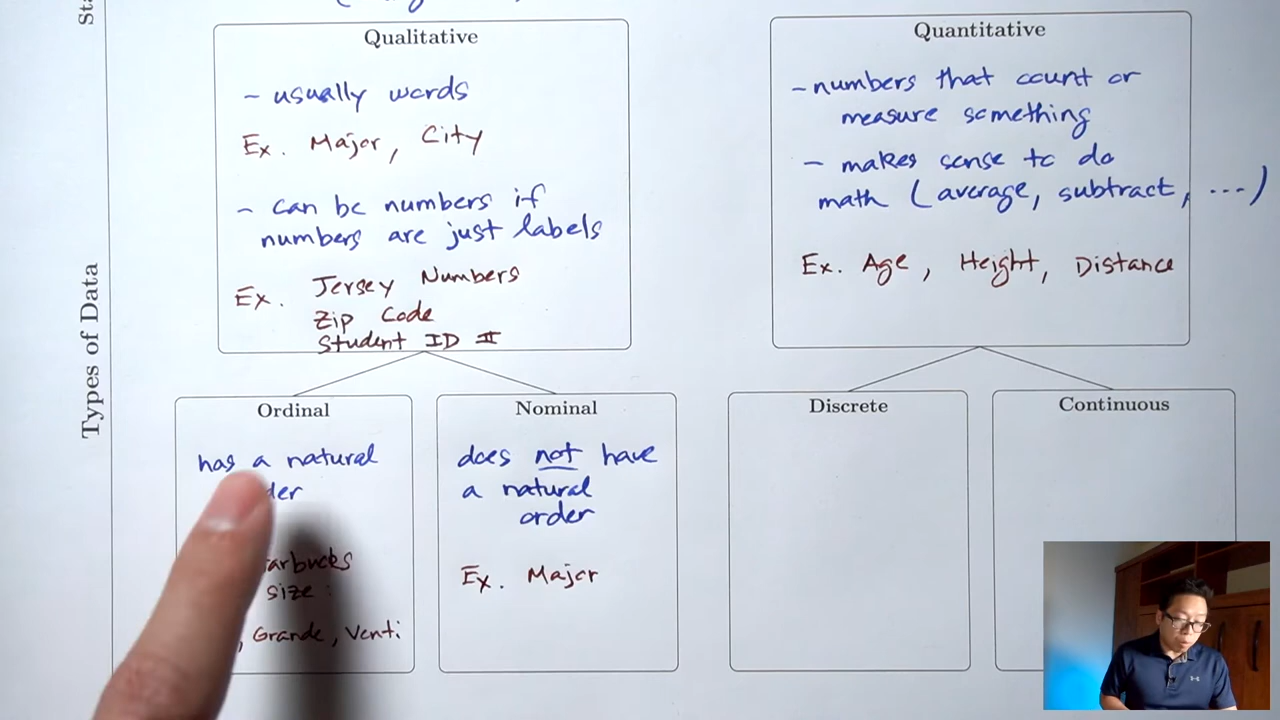 Types of Data
Qualitative
- usually words
Ex. Major, City
- can be numbers if
numbers are just labels
Ex. Jersey Numbers
Zip Code
Student ID #
Quantitative
- numbers that count or
measure something
- makes sense to do
math (average, subtract, ...)
Ex. Age, Height, Distance
Ordinal
has a natural
size:
, Grande, Venti
Nominal
does not have
a natural
order
Ex. Major
Discrete
Continuous